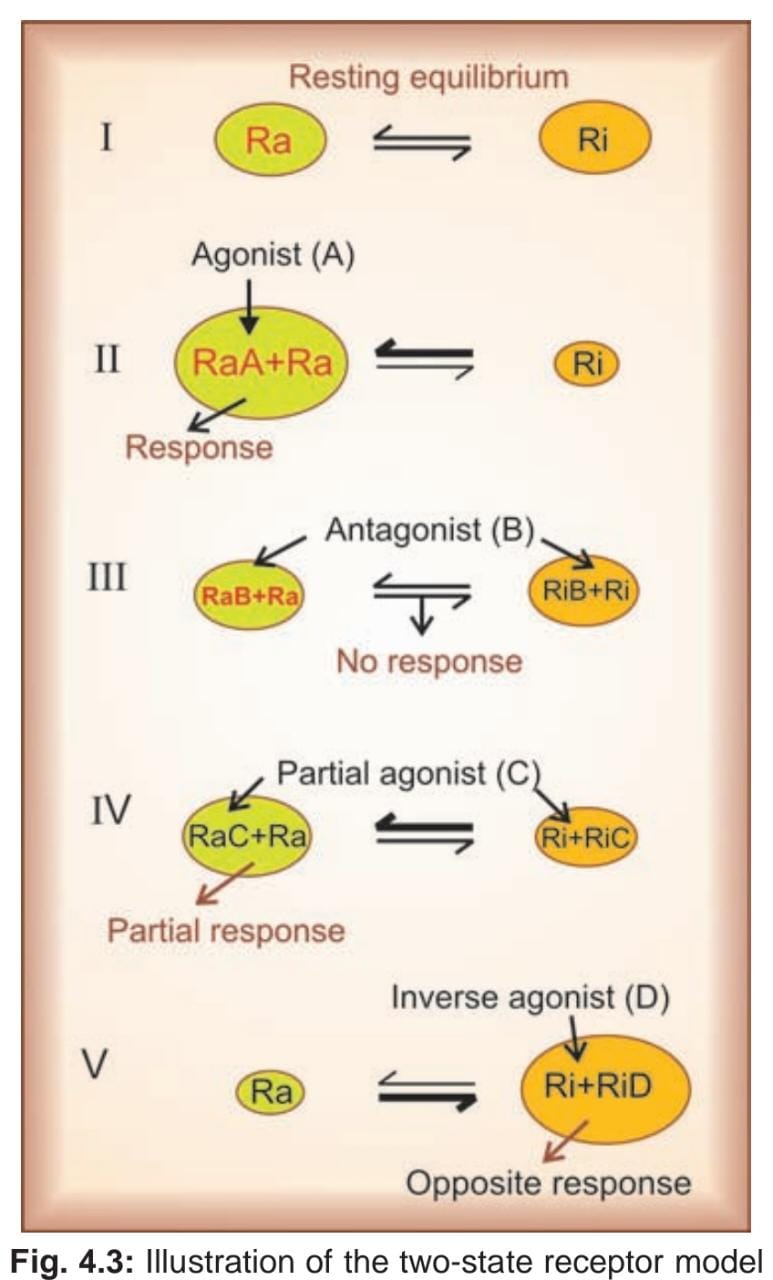 Resting equilibrium
I
Ra
Ri
Agonist (A)
II
RaA+Ra
Ri
Response
Antagonist (B)
III
RaB+Ra
RiB+Ri
No response
Partial agonist (C)
IV
RaC+Ra
Ri+RiC
Partial response
Inverse agonist (D)
V
Ra
Ri+RiD
Opposite response
Fig. 4.3: Illustration of the two-state receptor model